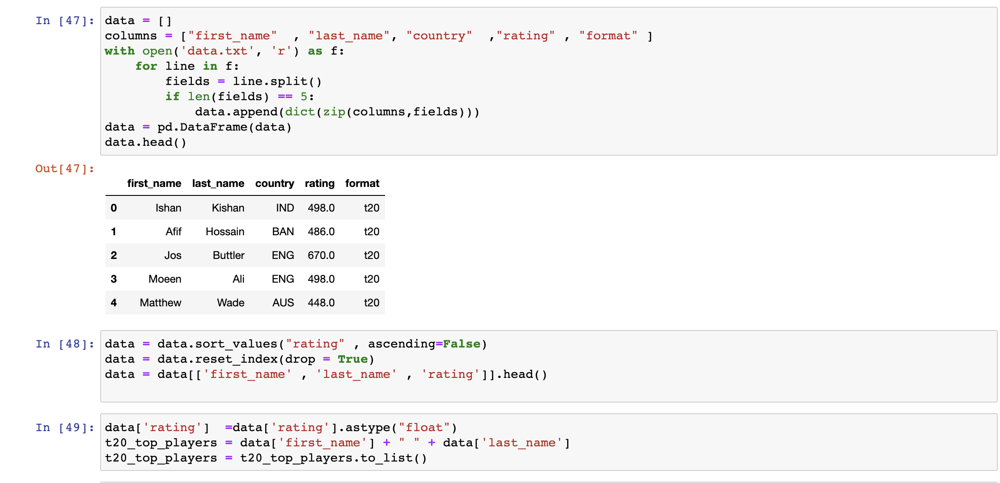 In [47]: data = []
columns = ["first_name"  , "last_name", "country"  ,"rating" , "format" ]
with open('data.txt', 'r') as f:
    for line in f:
        fields = line.split()
        if len(fields) == 5:
            data.append(dict(zip(columns,fields)))
data = pd.DataFrame(data)
data.head()
Out[47]:
first_name last_name country rating format
0 Ishan Kishan IND 498.0 t20
1 Afif Hossain BAN 486.0 t20
2 Jos Buttler ENG 670.0 t20
3 Moeen Ali ENG 498.0 t20
4 Matthew Wade AUS 448.0 t20
In [48]: data = data.sort_values("rating" , ascending=False)
data = data.reset_index(drop = True)
data = data[['first_name' , 'last_name' , 'rating']].head()
In [49]: data['rating']  =data['rating'].astype("float")
t20_top_players = data['first_name'] + " " + data['last_name']
t20_top_players = t20_top_players.to_list()